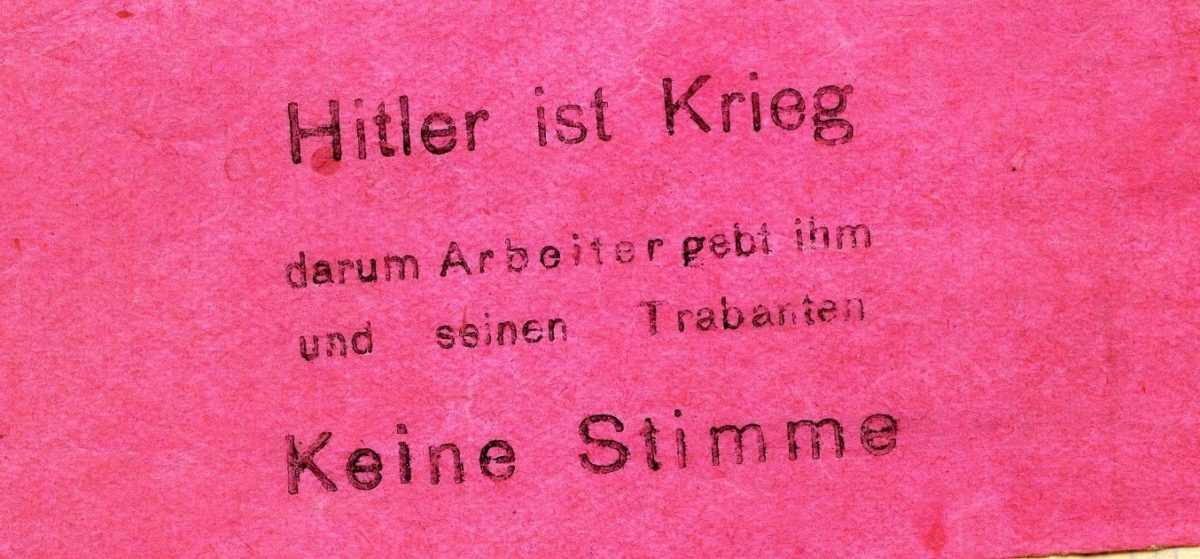 Hitler ist Krieg
darum Arbeiter gebt ihm
und seinen Trabanten
Keine Stimme